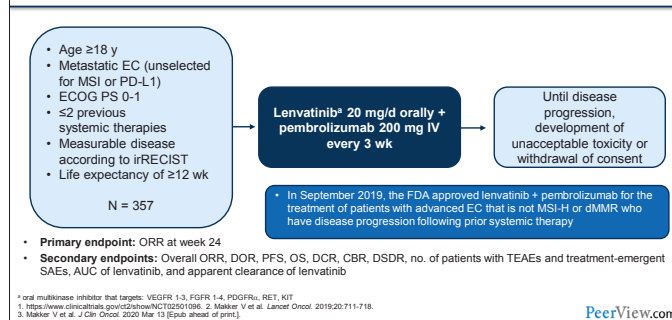 • Age ≥18 y
• Metastatic EC (unselected
for MSI or PD-L1)
• ECOG PS 0-1
• ≤2 previous
systemic therapies
• Measurable disease
according to irRECIST
• Life expectancy of ≥12 wk
N = 357
Lenvatinibᵃ 20 mg/d orally +
pembrolizumab 200 mg IV
every 3 wk
Until disease
progression,
development of
unacceptable toxicity or
withdrawal of consent
• In September 2019, the FDA approved lenvatinib + pembrolizumab for the
treatment of patients with advanced EC that is not MSI-H or dMMR who
have disease progression following prior systemic therapy
• Primary endpoint: ORR at week 24
• Secondary endpoints: Overall ORR, DOR, PFS, OS, DCR, CBR, DSDR, no. of patients with TEAEs and treatment-emergent
SAEs, AUC of lenvatinib, and apparent clearance of lenvatinib
ᵃ oral multikinase inhibitor that targets: VEGFR 1-3, FGFR 1-4, PDGFRα, RET, KIT
1. https://www.clinicaltrials.gov/ct2/show/NCT02501096. 2. Makker V et al. Lancet Oncol. 2019;20:711-718.
3. Makker V et al. J Clin Oncol. 2020 Mar 13 [Epub ahead of print].
PeerView.com